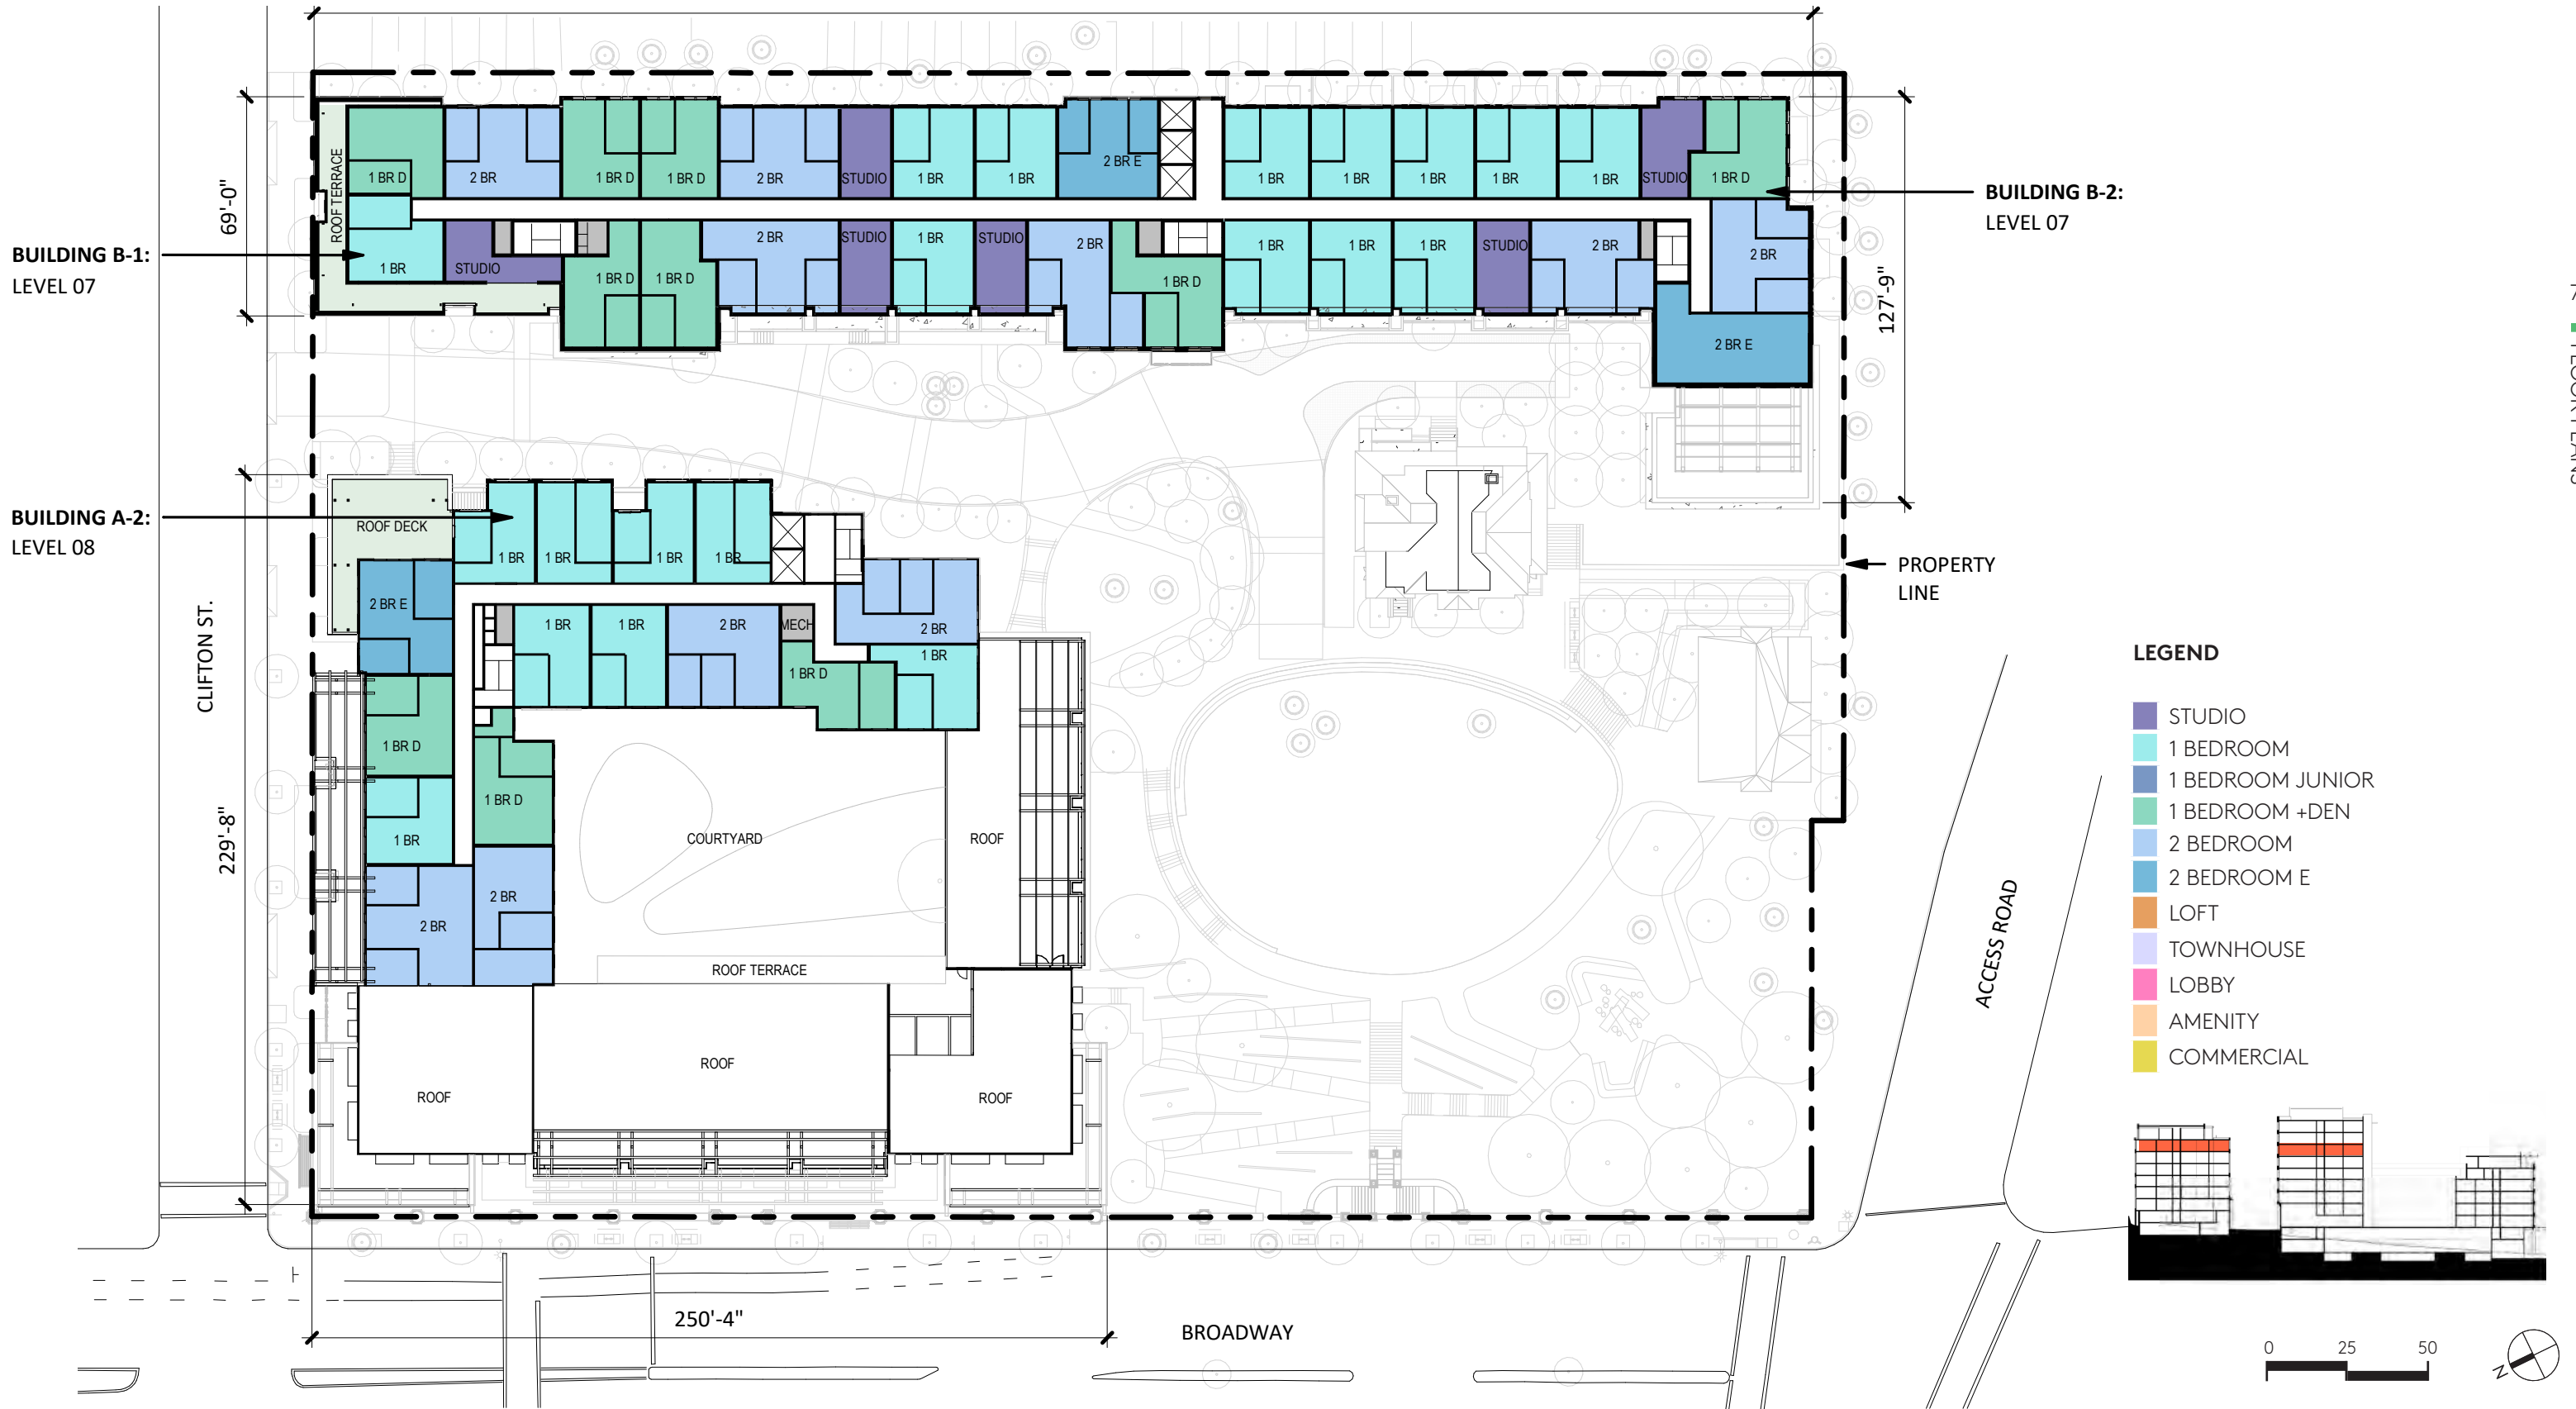 1 BR D
2 BR
1 BR D
1 BR D
2 BR
STUDIO
1 BR
1 BR
2 BR E
1 BR
1 BR
1 BR
1 BR
1 BR
STUDIO
1 BR D
ROOF TERRACE
69'-0"
BUILDING B-1:
LEVEL 07
BUILDING B-2:
LEVEL 07
1 BR
STUDIO
1 BR D
1 BR D
2 BR
STUDIO
1 BR
STUDIO
2 BR
1 BR D
1 BR
1 BR
1 BR
STUDIO
2 BR
2 BR
2 BR E
127'-9"
FLOOR PLANS
BUILDING A-2:
LEVEL 08
ROOF DECK
1 BR
1 BR
1 BR
1 BR
2 BR E
1 BR
1 BR
2 BR
MECH
2 BR
1 BR
1 BR D
PROPERTY
LINE
CLIFTON ST.
1 BR D
1 BR D
1 BR
2 BR
2 BR
229'-8"
COURTYARD
ROOF
ROOF TERRACE
ROOF
ROOF
ROOF
ACCESS ROAD
250'-4"
BROADWAY
LEGEND
STUDIO
1 BEDROOM
1 BEDROOM JUNIOR
1 BEDROOM +DEN
2 BEDROOM
2 BEDROOM E
LOFT
TOWNHOUSE
LOBBY
AMENITY
COMMERCIAL
0 25 50
N